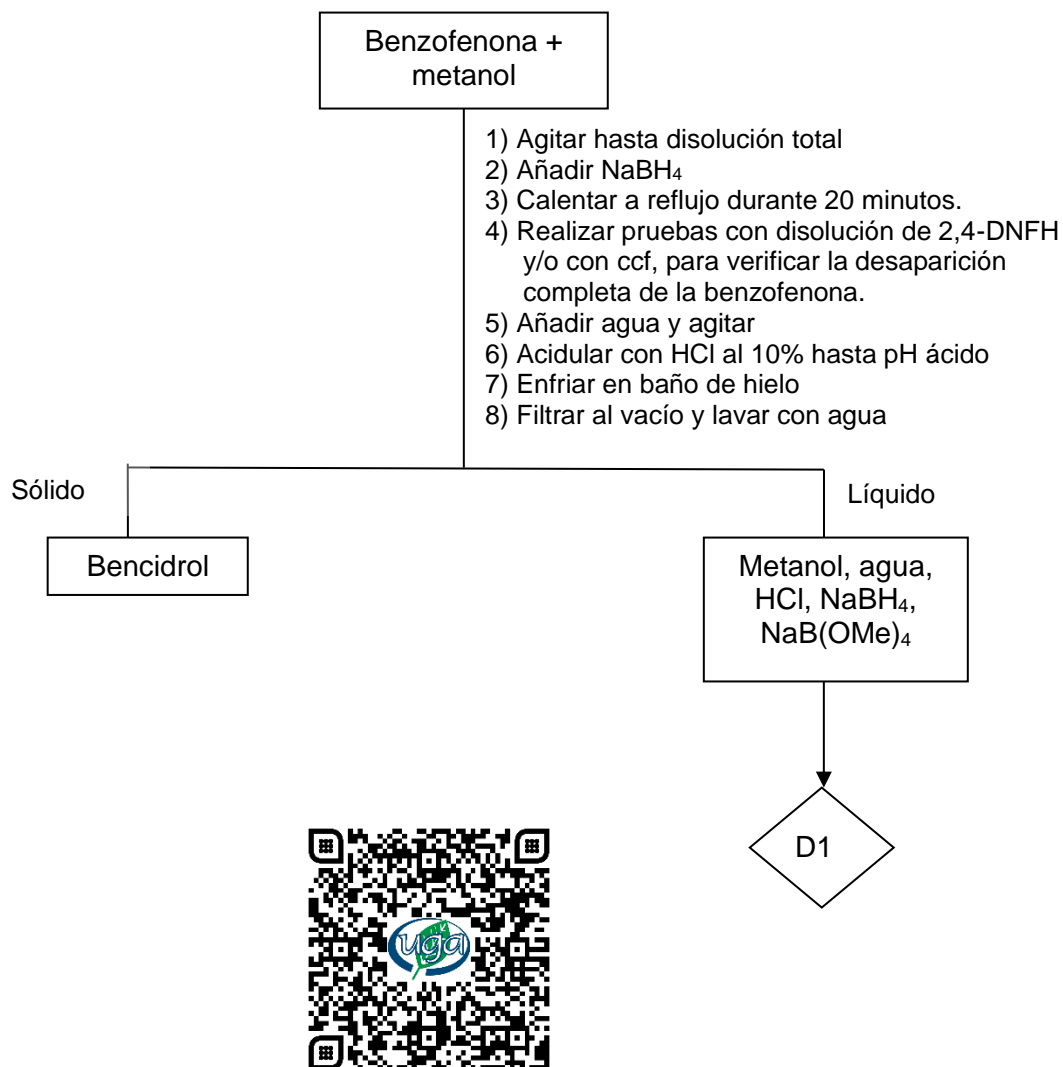 Benzofenona +
metanol
1) Agitar hasta disolución total
2) Añadir NaBH₄
3) Calentar a reflujo durante 20 minutos.
4) Realizar pruebas con disolución de 2,4-DNFH
y/o con ccf, para verificar la desaparición
completa de la benzofenona.
5) Añadir agua y agitar
6) Acidular con HCl al 10% hasta pH ácido
7) Enfriar en baño de hielo
8) Filtrar al vacío y lavar con agua
Sólido
Líquido
Bencidrol
Metanol, agua,
HCl, NaBH₄,
NaB(OMe)₄
D1
uga